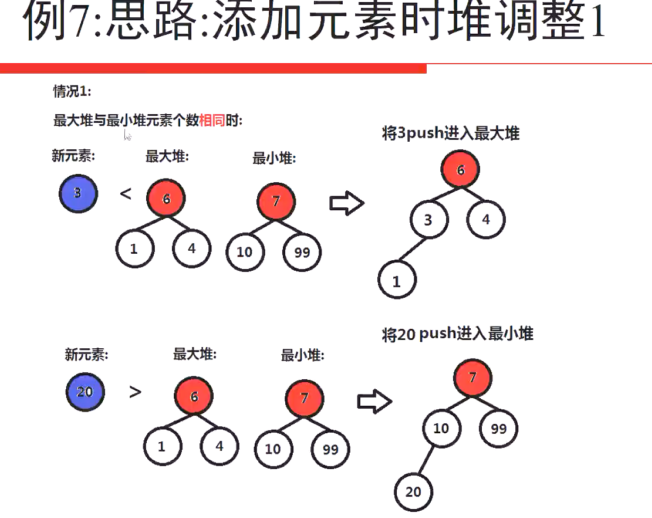 例7:思路:添加元素时堆调整1
情况1:
最大堆与最小堆元素个数相同时:
新元素: 最大堆: 最小堆: 将3push进入最大堆
3 < 6 7 6
1 4 10 99 3 4
1
新元素: 最大堆: 最小堆: 将20 push进入最小堆
20 > 6 7 7
1 4 10 99 10 99
20